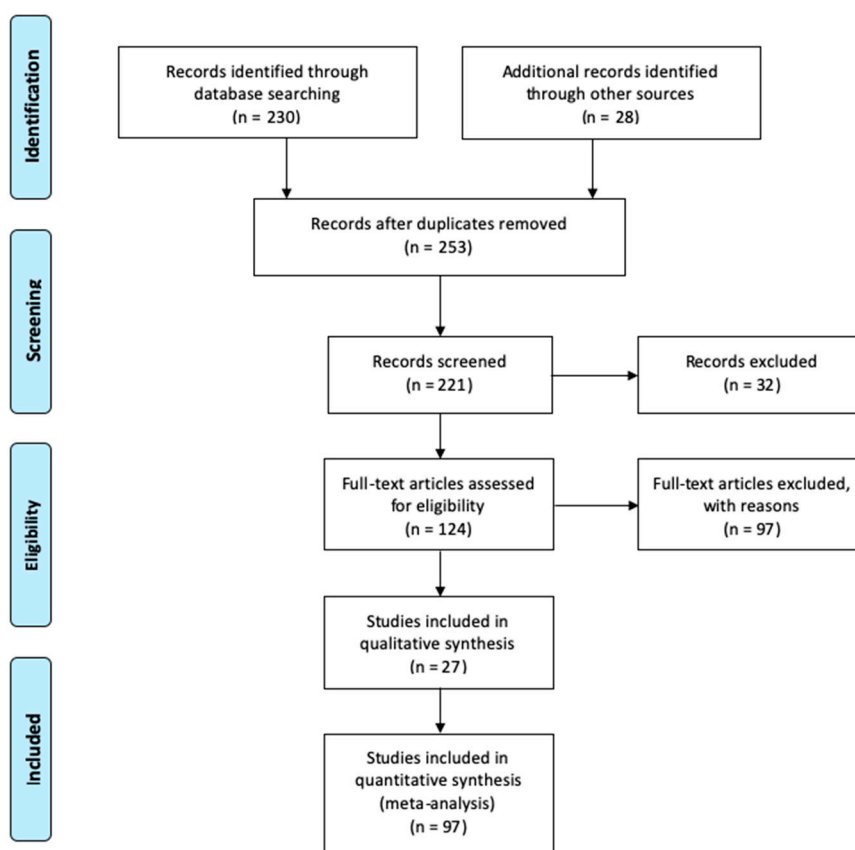 Identification
Records identified through
database searching
(n = 230)
Additional records identified
through other sources
(n = 28)
Records after duplicates removed
(n = 253)
Screening
Records screened
(n = 221)
Records excluded
(n = 32)
Eligibility
Full-text articles assessed
for eligibility
(n = 124)
Full-text articles excluded,
with reasons
(n = 97)
Studies included in
qualitative synthesis
(n = 27)
Included
Studies included in
quantitative synthesis
(meta-analysis)
(n = 97)